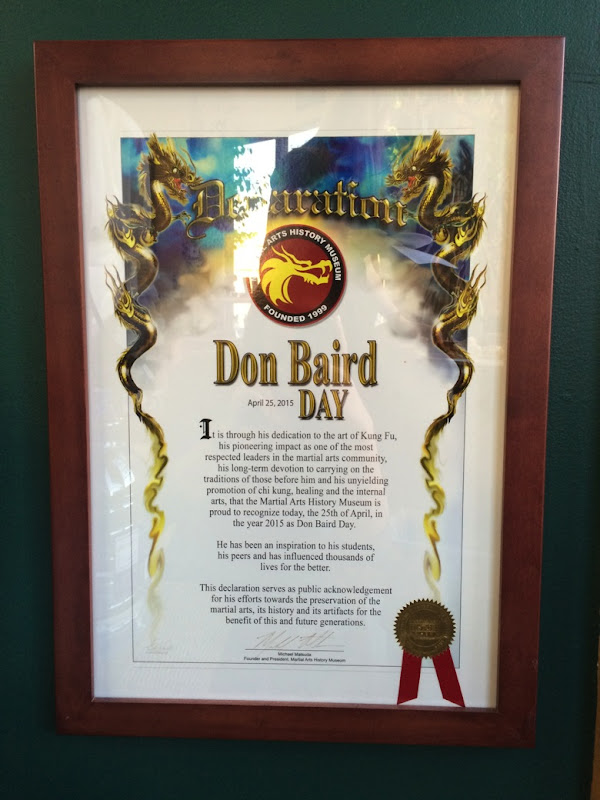 Declaration
ARTS HISTORY MUSEUM
FOUNDED 1999
Don Baird
April 25, 2015 DAY
It is through his dedication to the art of Kung Fu,
his pioneering impact as one of the most
respected leaders in the martial arts community,
his long-term devotion to carrying on the
traditions of those before him and his unyielding
promotion of chi kung, healing and the internal
arts, that the Martial Arts History Museum is
proud to recognize today, the 25th of April, in
the year 2015 as Don Baird Day.
He has been an inspiration to his students,
his peers and has influenced thousands of
lives for the better.
This declaration serves as public acknowledgement
for his efforts towards the preservation of the
martial arts, its history and its artifacts for the
benefit of this and future generations.
Michael Matsuda
Founder and President, Martial Arts History Museum